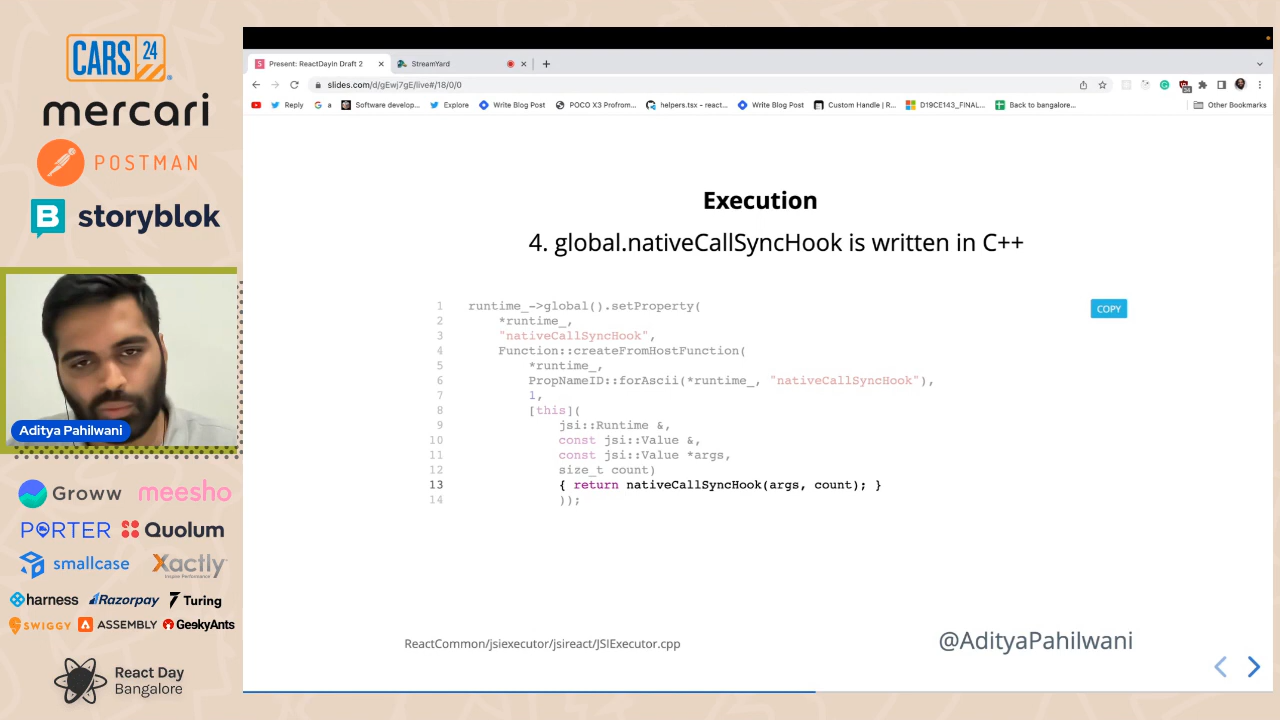 CARS 24
mercari
POSTMAN
storyblok
Aditya Pahilwani
Groww meesho
PORTER Quolum
smallcase Xactly
Inspire Performance
harness Razorpay Turing
SWIGGY ASSEMBLY GeekyAnts
React Day
Bangalore
Present: ReactDayIn Draft 2
StreamYard
slides.com/d/gEwj7gE/live#/18/0/0
Reply
a
Software develop...
Explore
Write Blog Post
POCO X3 Profrom...
helpers.tsx - react...
Write Blog Post
Custom Handle | R...
D19CE143_FINAL...
Back to bangalore...
Other Bookmarks
Execution
4. global.nativeCallSyncHook is written in C++
COPY
1 runtime_->global().setProperty(
2 *runtime_,
3 "nativeCallSyncHook",
4 Function::createFromHostFunction(
5 *runtime_,
6 PropNameID::forAscii(*runtime_, "nativeCallSyncHook"),
7 1,
8 [this](
9 jsi::Runtime &,
10 const jsi::Value &,
11 const jsi::Value *args,
12 size_t count)
13 { return nativeCallSyncHook(args, count); }
14 ));
ReactCommon/jsiexecutor/jsireact/JSIExecutor.cpp
@AdityaPahilwani